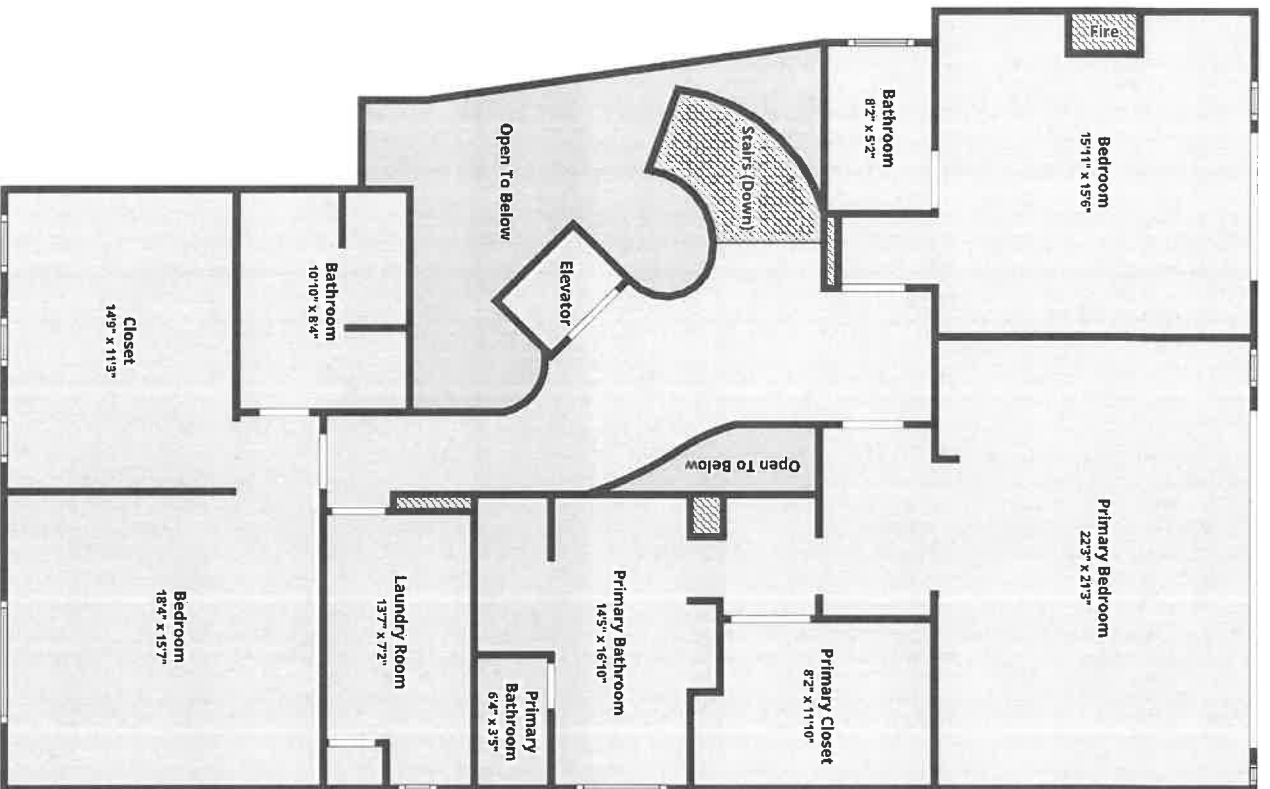 Fire
Bedroom
15'11" x 15'6"
Bathroom
8'2" x 5'2"
Stairs (Down)
Open To Below
Elevator
Bathroom
10'10" x 8'4"
Closet
14'9" x 11'3"
Open To Below
Primary Bedroom
22'3" x 21'3"
Primary Closet
8'2" x 11'10"
Primary Bathroom
14'5" x 16'10"
Primary
Bathroom
6'4" x 3'5"
Laundry Room
13'7" x 7'2"
Bedroom
18'4" x 15'7"